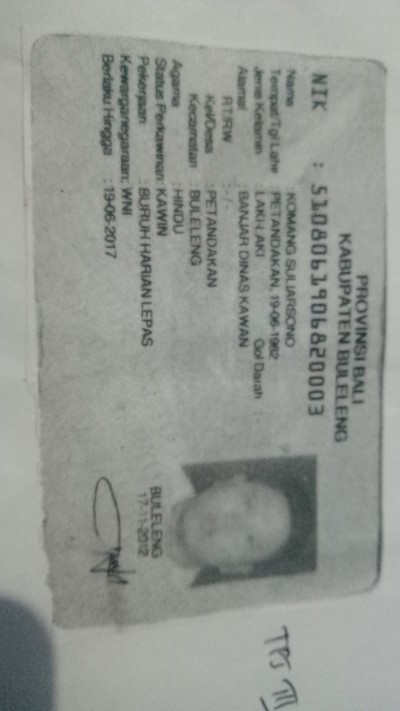 PROVINSI BALI
KABUPATEN BULELENG
NIK : 5108061906820003
Nama : KOMANG SULIARSONO
Tempat/Tgl Lahir : PETANDAKAN, 19-06-1982
Jenis Kelamin : LAKI-LAKI Gol Darah : -
Alamat : BANJAR DINAS KAWAN
RT/RW : - / -
Kel/Desa : PETANDAKAN
Kecamatan : BULELENG
Agama : HINDU
Status Perkawinan: KAWIN
Pekerjaan : BURUH HARIAN LEPAS
Kewarganegaraan: WNI
Berlaku Hingga : 19-06-2017
BULELENG
17-11-2012
TPS III